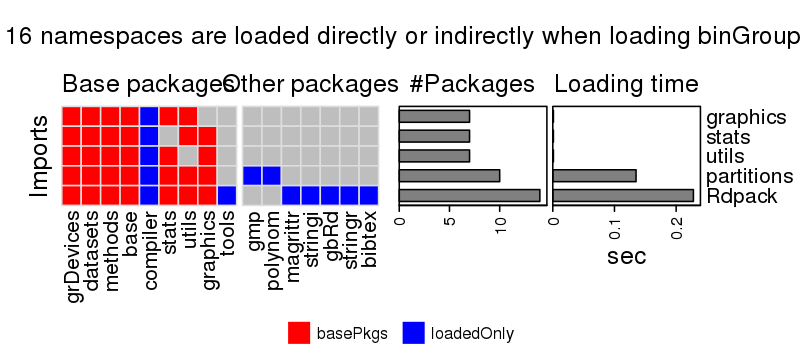 16 namespaces are loaded directly or indirectly when loading binGroup
Base packages
Other packages
#Packages
Loading time
Imports
graphics
stats
utils
partitions
Rdpack
grDevices
datasets
methods
base
compiler
stats
utils
graphics
tools
gmp
polynom
magrittr
stringi
gbRd
stringr
bibtex
0
5
10
0
0.1
0.2
sec
basePkgs
loadedOnly